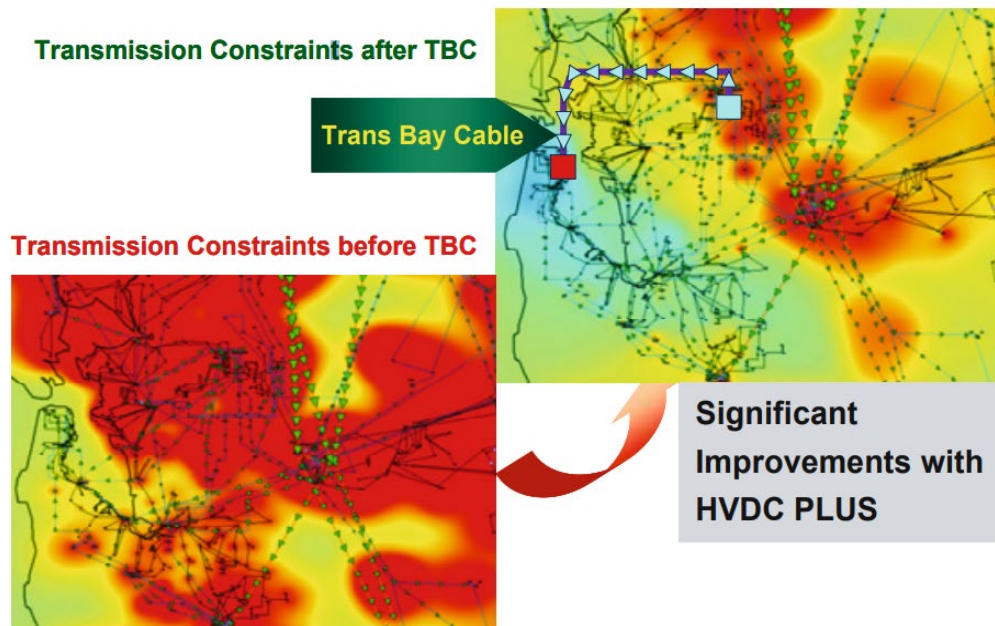 Transmission Constraints after TBC
Trans Bay Cable
Transmission Constraints before TBC
Significant
Improvements with
HVDC PLUS